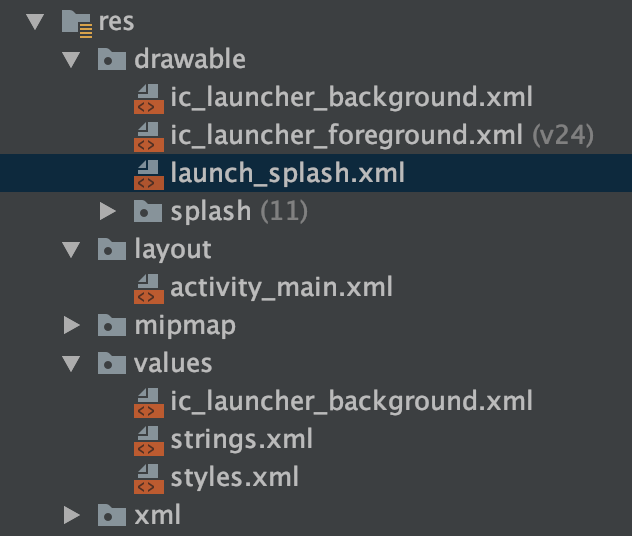 res
drawable
ic_launcher_background.xml
ic_launcher_foreground.xml (v24)
launch_splash.xml
splash (11)
layout
activity_main.xml
mipmap
values
ic_launcher_background.xml
strings.xml
styles.xml
xml